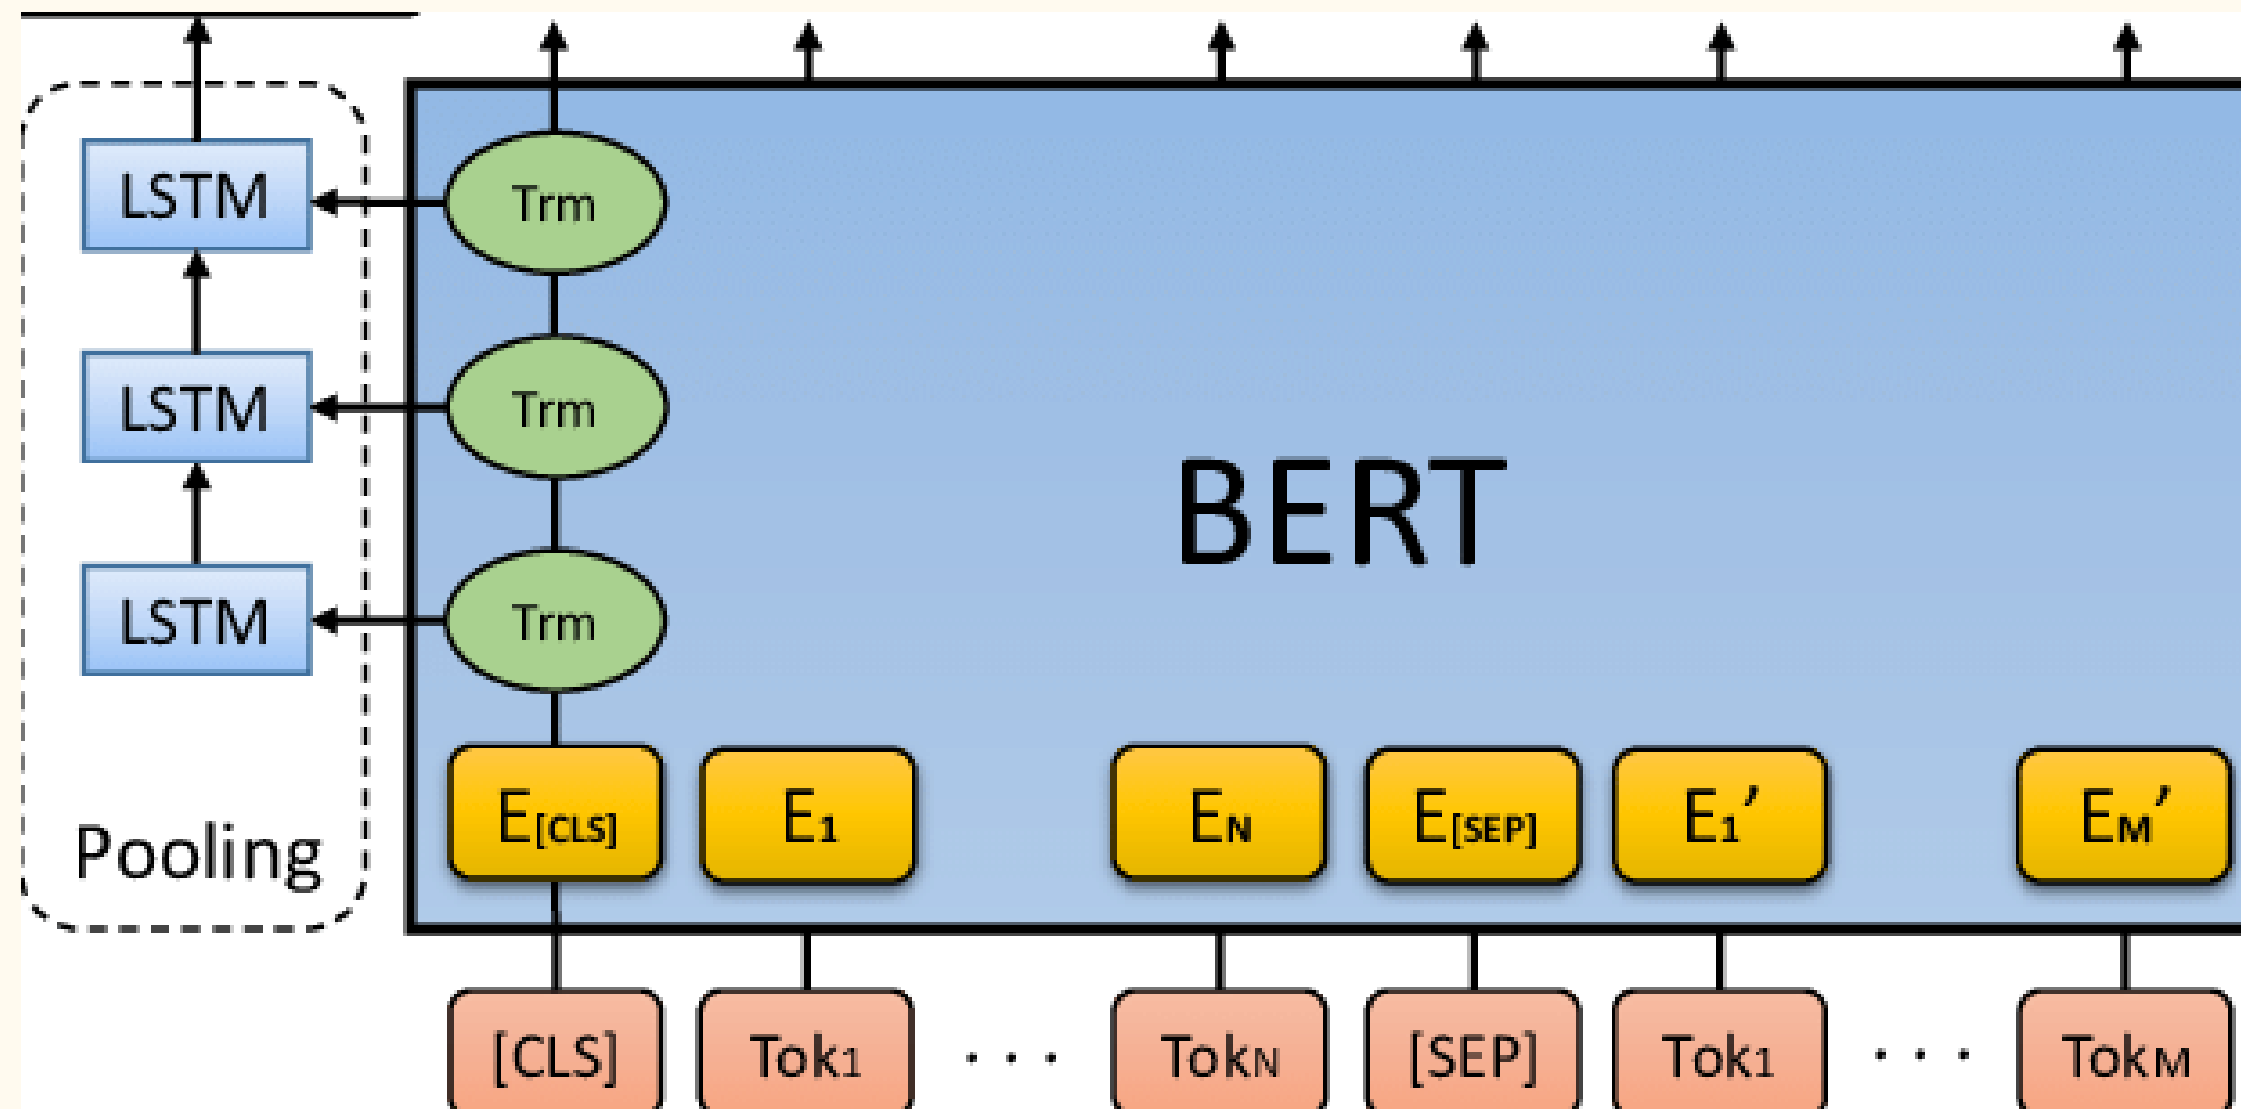 LSTM Trm
LSTM Trm
BERT
LSTM Trm
Pooling E[CLS] E1 EN E[SEP] E1’ EM’
[CLS] Tok1 · · · TokN [SEP] Tok1 · · · TokM